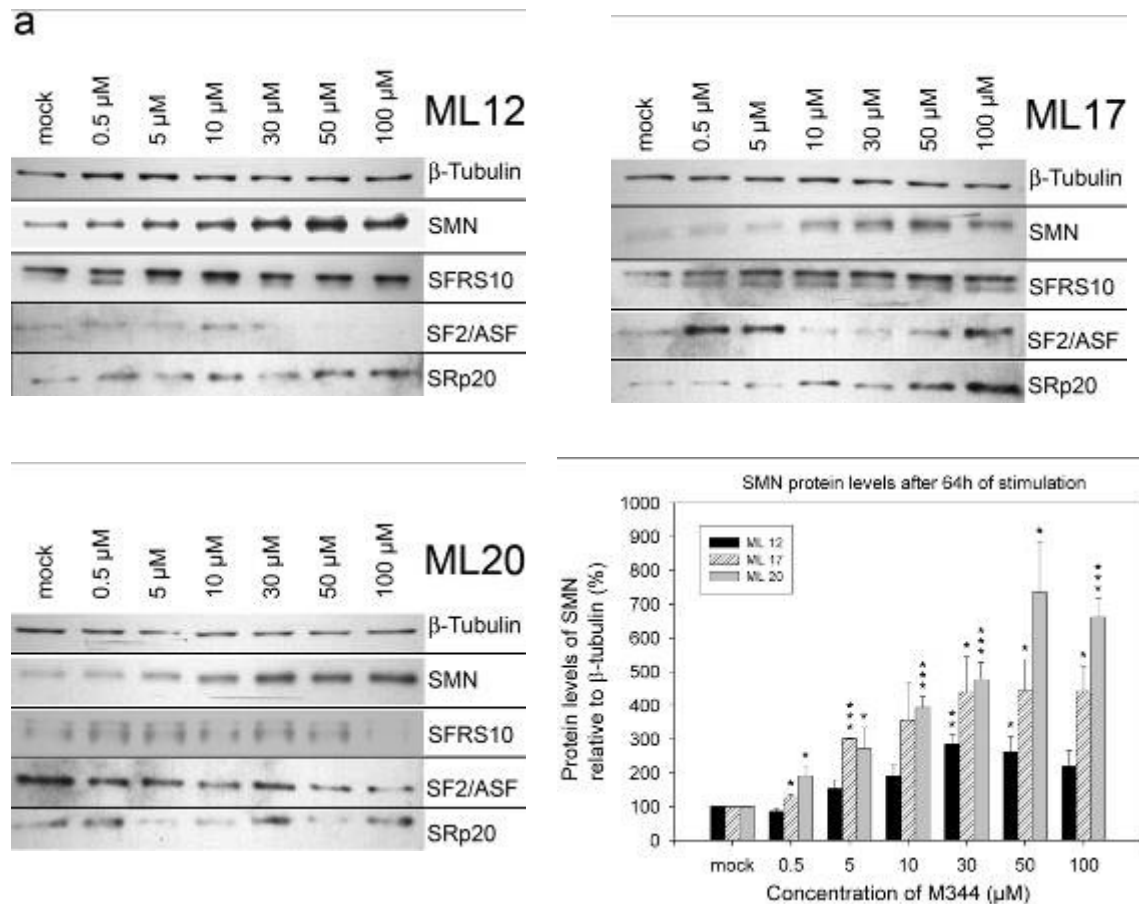 a
mock 0.5 µM 5 µM 10 µM 30 µM 50 µM 100 µM ML12
β-Tubulin
SMN
SFRS10
SF2/ASF
SRp20
mock 0.5 µM 5 µM 10 µM 30 µM 50 µM 100 µM ML17
β-Tubulin
SMN
SFRS10
SF2/ASF
SRp20
mock 0.5 µM 5 µM 10 µM 30 µM 50 µM 100 µM ML20
β-Tubulin
SMN
SFRS10
SF2/ASF
SRp20
SMN protein levels after 64h of stimulation
Protein levels of SMN
relative to β-tubulin (%)
1000
900
800
700
600
500
400
300
200
100
0
ML 12
ML 17
ML 20
* * *** * *** * *** ** * * * * ***
mock 0.5 5 10 30 50 100
Concentration of M344 (µM)